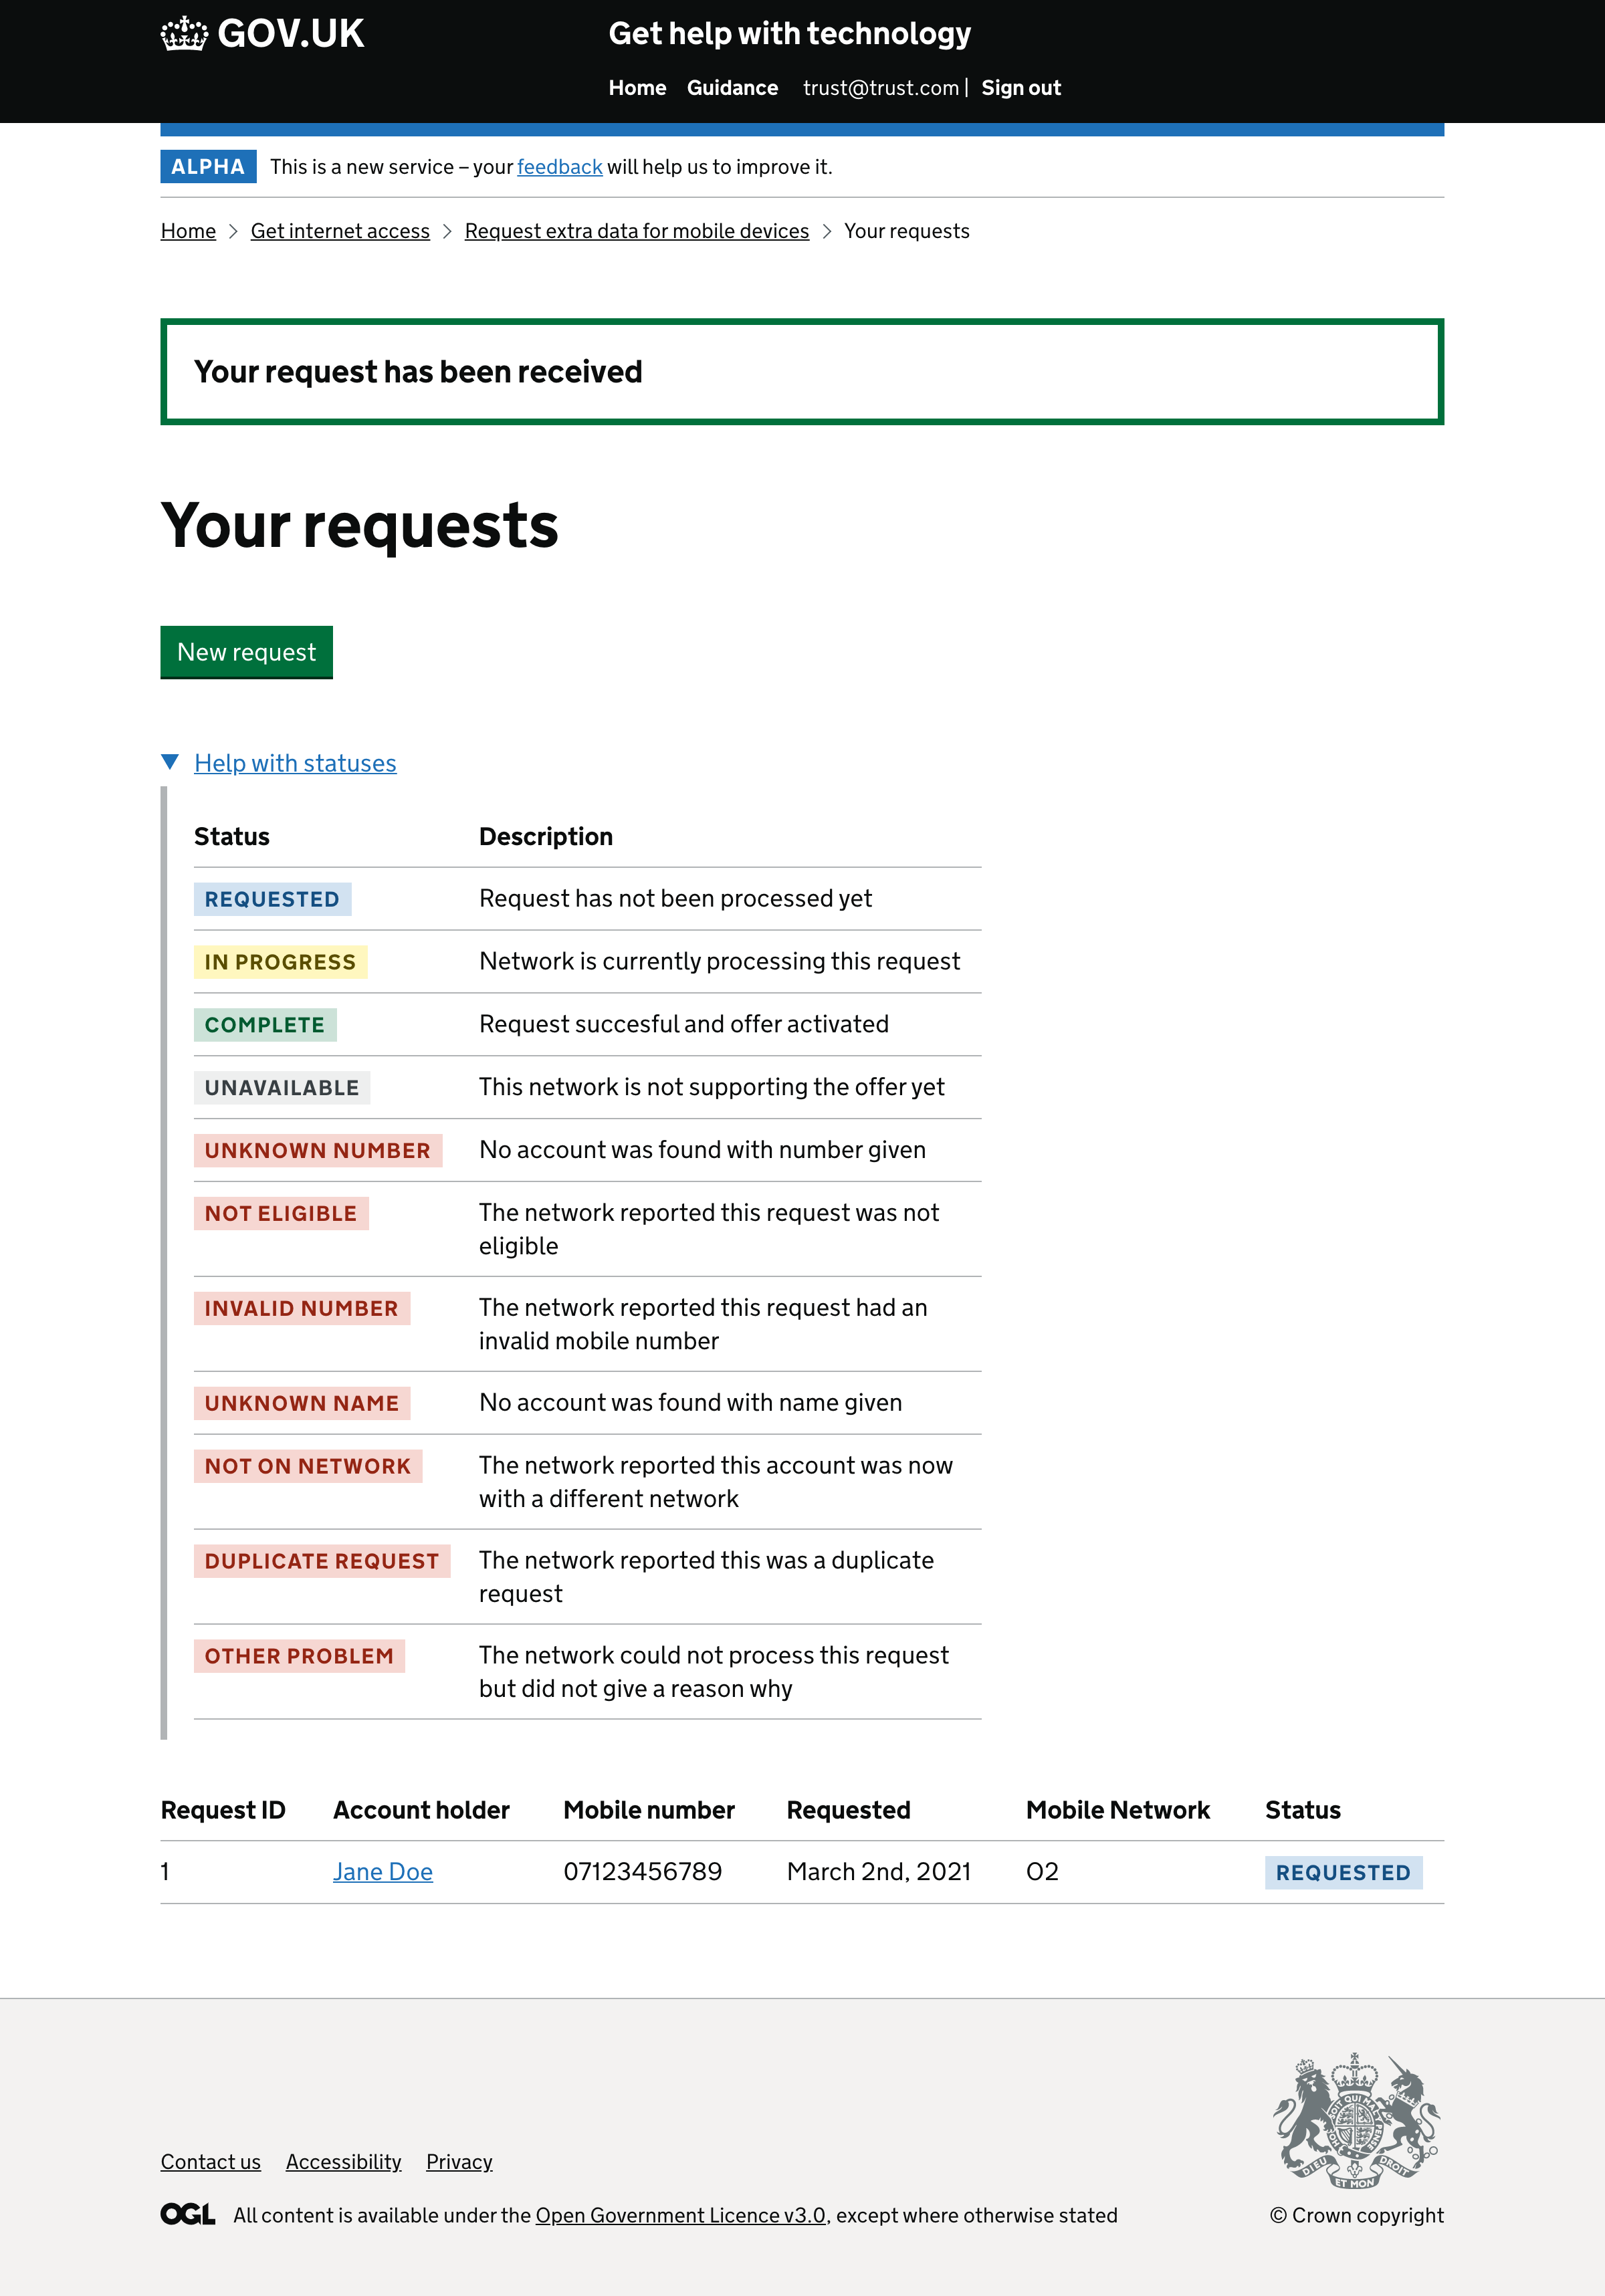 GOV.UK
Get help with technology
Home Guidance trust@trust.com | Sign out
ALPHA This is a new service – your feedback will help us to improve it.
Home > Get internet access > Request extra data for mobile devices > Your requests
Your request has been received
Your requests
New request
Help with statuses
Status Description
REQUESTED Request has not been processed yet
IN PROGRESS Network is currently processing this request
COMPLETE Request succesful and offer activated
UNAVAILABLE This network is not supporting the offer yet
UNKNOWN NUMBER No account was found with number given
NOT ELIGIBLE The network reported this request was not
eligible
INVALID NUMBER The network reported this request had an
invalid mobile number
UNKNOWN NAME No account was found with name given
NOT ON NETWORK The network reported this account was now
with a different network
DUPLICATE REQUEST The network reported this was a duplicate
request
OTHER PROBLEM The network could not process this request
but did not give a reason why
Request ID Account holder Mobile number Requested Mobile Network Status
1 Jane Doe 07123456789 March 2nd, 2021 O2 REQUESTED
DIEU ET MON DROIT
Contact us Accessibility Privacy
OGL All content is available under the Open Government Licence v3.0, except where otherwise stated
© Crown copyright